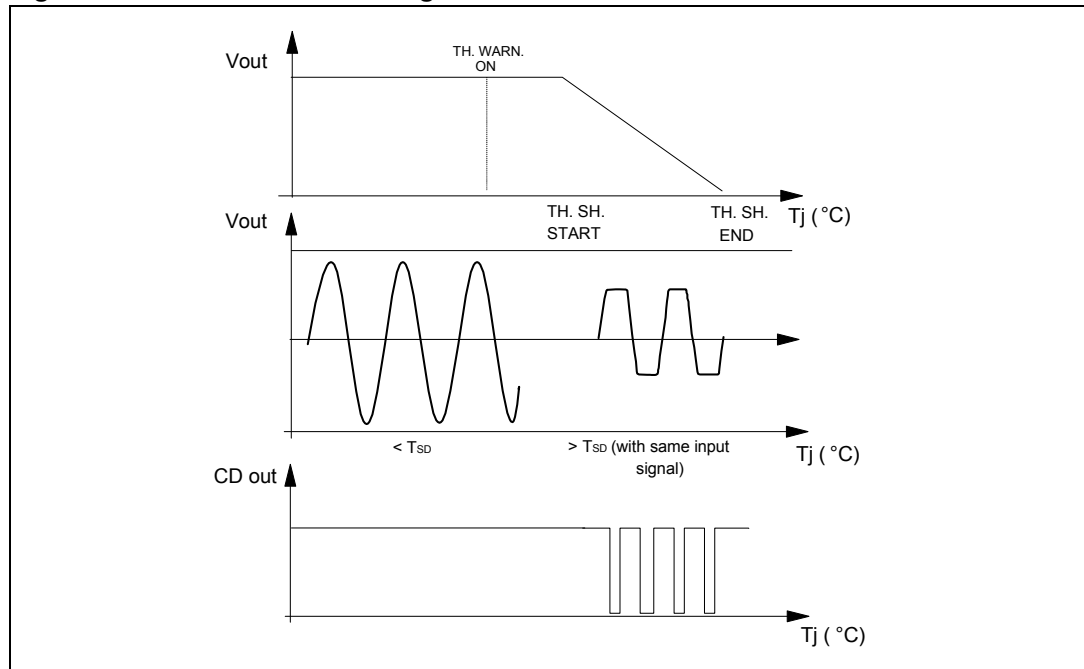 Vout
TH. WARN.
ON
TH. SH.
START
TH. SH.
END
Tj ( °C)
Vout
< TSD
> TSD (with same input
signal)
Tj ( °C)
CD out
Tj ( °C)